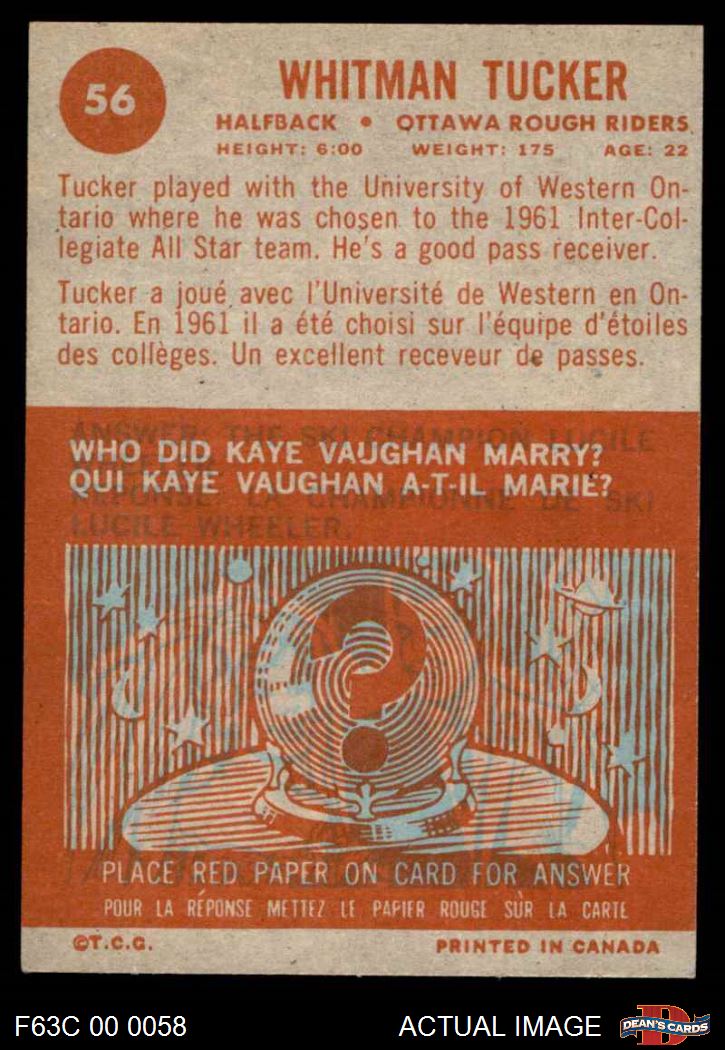 56
WHITMAN TUCKER
HALFBACK • OTTAWA ROUGH RIDERS
HEIGHT: 6:00 WEIGHT: 175 AGE: 22
Tucker played with the University of Western On-
tario where he was chosen to the 1961 Inter-Col-
legiate All Star team. He's a good pass receiver.
Tucker a joué avec l'Université de Western en On-
tario. En 1961 il a été choisi sur l'équipe d'étoiles
des collèges. Un excellent receveur de passes.
ANSWER: THE SKI CHAMPION LUCILE
WHO DID KAYE VAUGHAN MARRY?
QUI KAYE VAUGHAN A-T-IL MARIÉ?
RÉPONSE: LA CHAMPIONNE DE SKI
LUCILE WHEELER.
?
PLACE RED PAPER ON CARD FOR ANSWER
POUR LA RÉPONSE METTEZ LE PAPIER ROUGE SUR LA CARTE
©T.C.G. PRINTED IN CANADA
F63C 00 0058 ACTUAL IMAGE DEAN'S CARDS